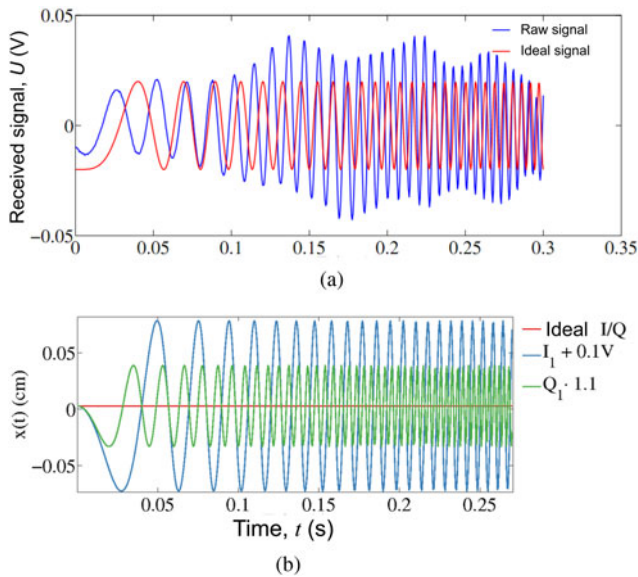 0.05
Raw signal
Ideal signal
Received signal, U (V)
0
−0.05
0 0.05 0.1 0.15 0.2 0.25 0.3 0.35
(a)
Ideal I/Q
I₁ + 0.1V
Q₁ · 1.1
x(t) (cm)
0.05
0
−0.05
0.05 0.1 0.15 0.2 0.25
Time, t (s)
(b)